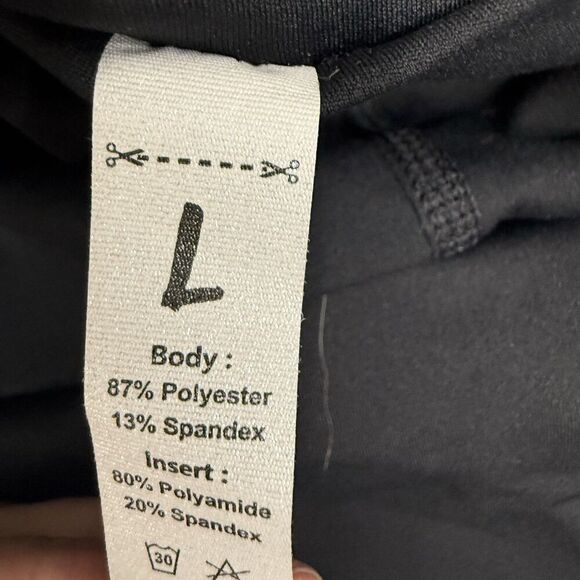 L
Body :
87% Polyester
13% Spandex
Insert :
80% Polyamide
20% Spandex
30